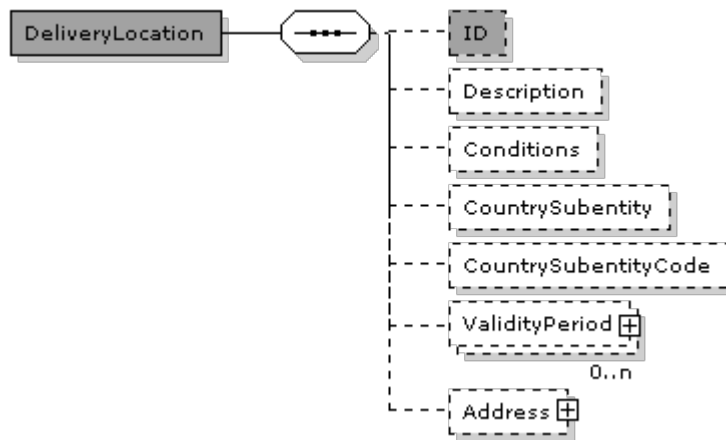 DeliveryLocation
ID
Description
Conditions
CountrySubentity
CountrySubentityCode
ValidityPeriod
0..n
Address